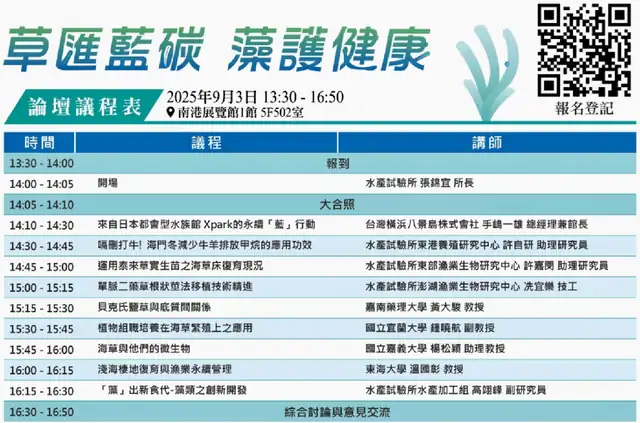 草匯藍碳 藻護健康
論壇議程表
2025年9月3日 13:30 - 16:50
南港展覽館1館 5F502室
報名登記
時間 議程 講師
13:30 - 14:00 報到
14:00 - 14:05 開場 水產試驗所 張錦宜 所長
14:05 - 14:10 大合照
14:10 - 14:30 來自日本都會型水族館 Xpark的永續「藍」行動 台灣橫浜八景島株式會社 手嶋一雄 總經理兼館長
14:30 - 14:45 嗝刪打牛! 海門冬減少牛羊排放甲烷的應用功效 水產試驗所東港養殖研究中心 許自研 助理研究員
14:45 - 15:00 運用泰來草實生苗之海草床復育現況 水產試驗所東部漁業生物研究中心 許嘉閔 助理研究員
15:00 - 15:15 單脈二藥草根狀莖法移植技術精進 水產試驗所澎湖漁業生物研究中心 冼宜樂 技工
15:15 - 15:30 貝克氏鹽草與底質問關係 嘉南藥理大學 黃大駿 教授
15:30 - 15:45 植物組職培養在海草繁殖上之應用 國立宜蘭大學 鍾曉航 副教授
15:45 - 16:00 海草與他們的微生物 國立嘉義大學 楊松穎 助理教授
16:00 - 16:15 淺海棲地復育與漁業永續管理 東海大學 溫國彰 教授
16:15 - 16:30 「藻」出新食代-藻類之創新開發 水產試驗所水產加工組 高翊峰 副研究員
16:30 - 16:50 綜合討論與意見交流